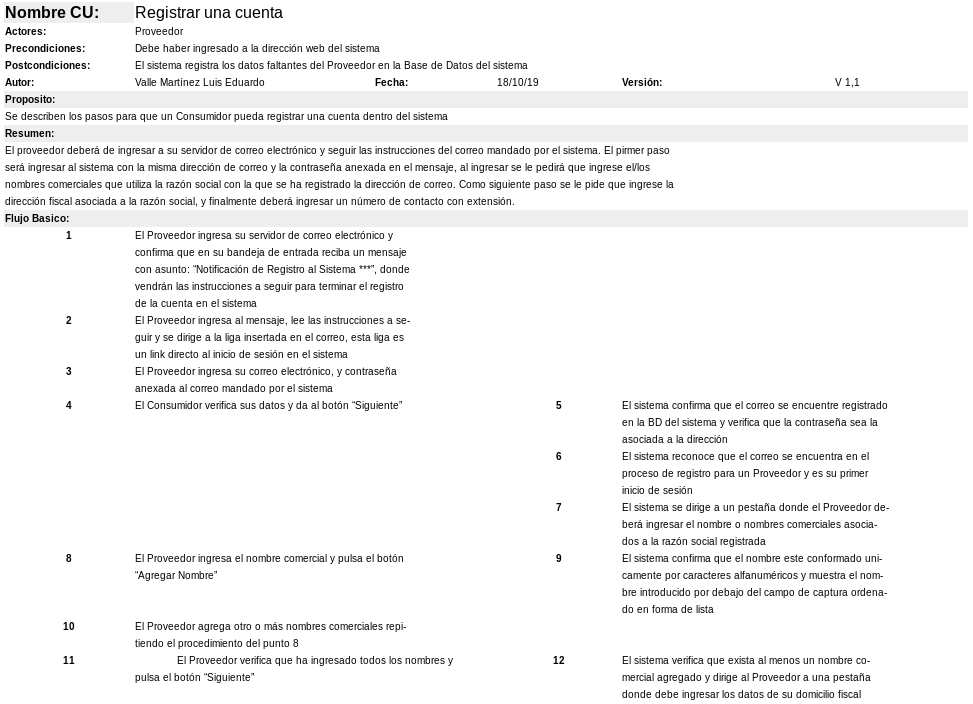 Nombre CU: Registrar una cuenta
Actores: Proveedor
Precondiciones: Debe haber ingresado a la dirección web del sistema
Postcondiciones: El sistema registra los datos faltantes del Proveedor en la Base de Datos del sistema
Autor: Valle Martínez Luis Eduardo Fecha: 18/10/19 Versión: V 1,1
Proposito:
Se describen los pasos para que un Consumidor pueda registrar una cuenta dentro del sistema
Resumen:
El proveedor deberá de ingresar a su servidor de correo electrónico y seguir las instrucciones del correo mandado por el sistema. El pirmer paso
será ingresar al sistema con la misma dirección de correo y la contraseña anexada en el mensaje, al ingresar se le pedirá que ingrese el/los
nombres comerciales que utiliza la razón social con la que se ha registrado la dirección de correo. Como siguiente paso se le pide que ingrese la
dirección fiscal asociada a la razón social, y finalmente deberá ingresar un número de contacto con extensión.
Flujo Basico:
1 El Proveedor ingresa su servidor de correo electrónico y
confirma que en su bandeja de entrada reciba un mensaje
con asunto: “Notificación de Registro al Sistema ***”, donde
vendrán las instrucciones a seguir para terminar el registro
de la cuenta en el sistema
2 El Proveedor ingresa al mensaje, lee las instrucciones a se-
guir y se dirige a la liga insertada en el correo, esta liga es
un link directo al inicio de sesión en el sistema
3 El Proveedor ingresa su correo electrónico, y contraseña
anexada al correo mandado por el sistema
4 El Consumidor verifica sus datos y da al botón “Siguiente”
5 El sistema confirma que el correo se encuentre registrado
en la BD del sistema y verifica que la contraseña sea la
asociada a la dirección
6 El sistema reconoce que el correo se encuentra en el
proceso de registro para un Proveedor y es su primer
inicio de sesión
7 El sistema se dirige a un pestaña donde el Proveedor de-
berá ingresar el nombre o nombres comerciales asocia-
dos a la razón social registrada
8 El Proveedor ingresa el nombre comercial y pulsa el botón
“Agregar Nombre”
9 El sistema confirma que el nombre este conformado uni-
camente por caracteres alfanuméricos y muestra el nom-
bre introducido por debajo del campo de captura ordena-
do en forma de lista
10 El Proveedor agrega otro o más nombres comerciales repi-
tiendo el procedimiento del punto 8
11 El Proveedor verifica que ha ingresado todos los nombres y
pulsa el botón “Siguiente”
12 El sistema verifica que exista al menos un nombre co-
mercial agregado y dirige al Proveedor a una pestaña
donde debe ingresar los datos de su domicilio fiscal